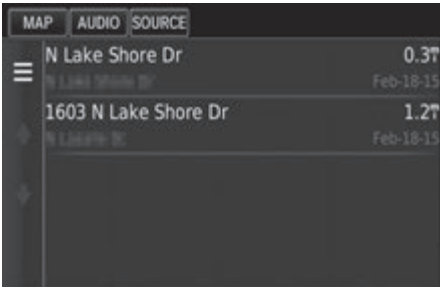 MAP AUDIO SOURCE
N Lake Shore Dr 0.3
Feb-18-15
1603 N Lake Shore Dr 1.2
Feb-18-15